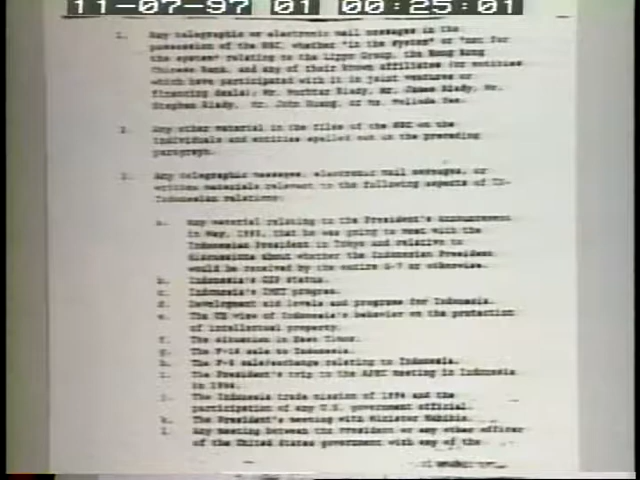 11-07-97 01 00:25:01
1. Any telegraphic or electronic mail messages in the
possession of the NSC, whether "in the system" or "not for
the system" relating to the Lippo Group, the Hong Kong
Chinese Bank, and any of their known affiliates (or entities
which have participated with it in joint ventures or
financing deals); Mr. Mochtar Riady, Mr. James Riady, Mr.
Stephen Riady, Mr. John Huang, or Ms. Melinda Yee.
2. Any other material in the files of the NSC on the
individuals and entities spelled out in the preceding
paragraph.
3. Any telegraphic messages, electronic mail messages, or
written materials relevant to the following aspects of US-
Indonesian relations:
a. Any material relating to the President's announcement
in May, 1993, that he was going to meet with the
Indonesian President in Tokyo and relative to
discussions about whether the Indonesian President
would be received by the entire G-7 or otherwise.
b. Indonesia's GSP status.
c. Indonesia's IMET program.
d. Development aid levels and programs for Indonesia.
e. The US view of Indonesia's behavior on the protection
of intellectual property.
f. The situation in East Timor.
g. The F-16 sale to Indonesia.
h. The F-5 sale/exchange relating to Indonesia.
i. The President's trip to the APEC meeting in Indonesia
in 1994.
j. The Indonesia trade mission of 1994 and the
participation of any U.S. government official.
k. The President's meeting with Minister Habibie.
l. Any meeting between the President or any other officer
of the United States government with any of the